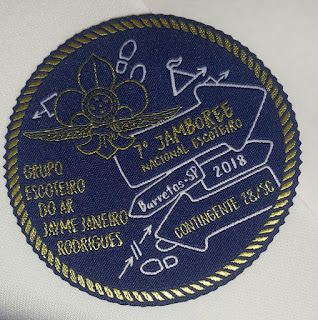 7º JAMBOREE
NACIONAL ESCOTEIRO
Barretos-SP
2018
CONTINGENTE 28/SC
GRUPO
ESCOTEIRO
DO AR
JAYME JANEIRO
RODRIGUES